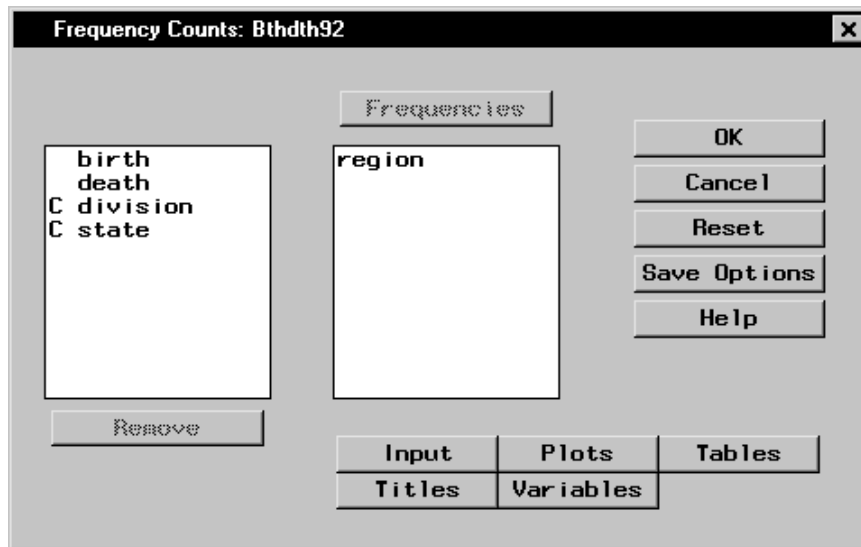 Frequency Counts: Bthdth92
Frequencies
birth
death
C division
C state
region
OK
Cancel
Reset
Save Options
Help
Remove
Input
Plots
Tables
Titles
Variables